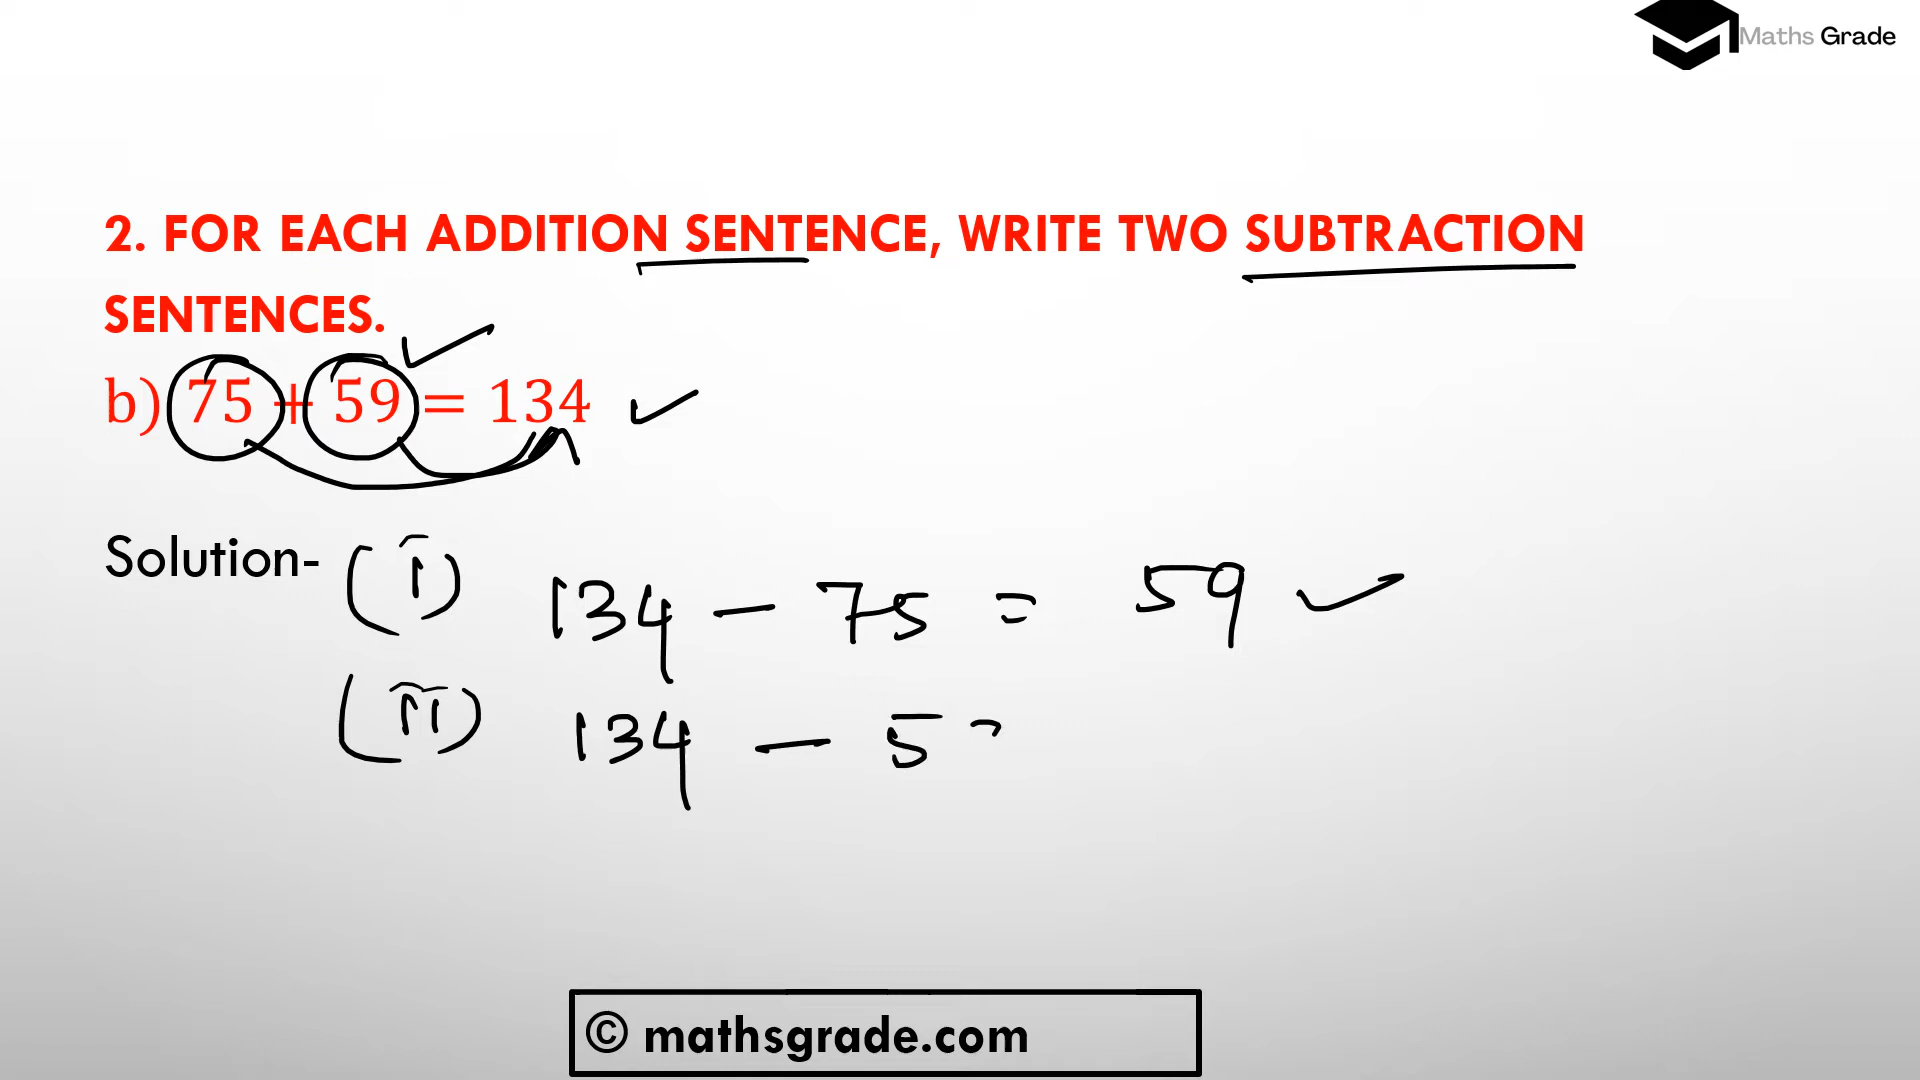 Maths Grade
2. FOR EACH ADDITION SENTENCE, WRITE TWO SUBTRACTION
SENTENCES.
b) 75 + 59 = 134
Solution- (I) 134 - 75 = 59
(II) 134 - 5
© mathsgrade.com